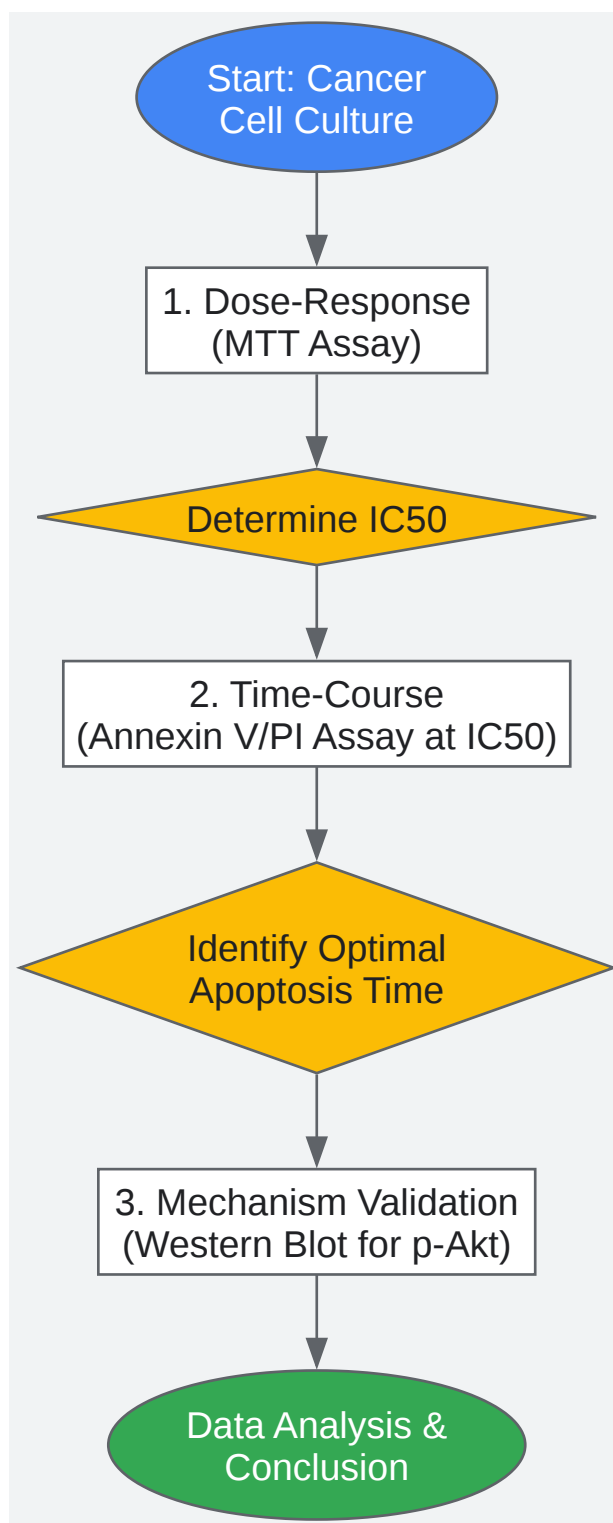 Start: Cancer
Cell Culture
1. Dose-Response
(MTT Assay)
Determine IC50
2. Time-Course
(Annexin V/PI Assay at IC50)
Identify Optimal
Apoptosis Time
3. Mechanism Validation
(Western Blot for p-Akt)
Data Analysis &
Conclusion